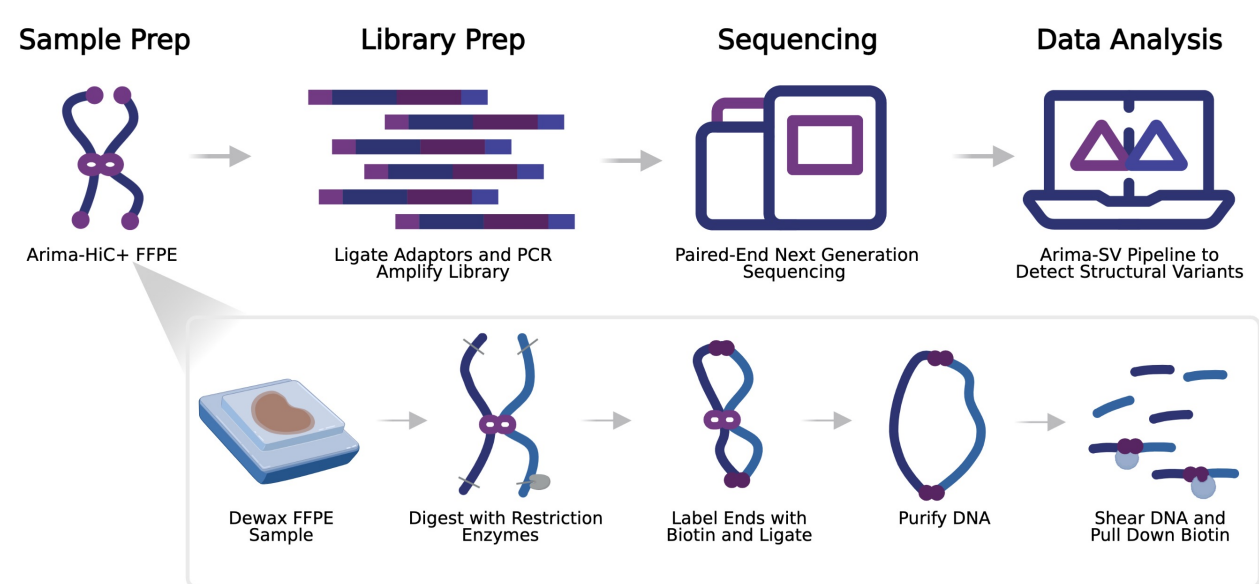 Sample Prep
Library Prep
Sequencing
Data Analysis
Arima-HiC+ FFPE
Ligate Adaptors and PCR
Amplify Library
Paired-End Next Generation
Sequencing
Arima-SV Pipeline to
Detect Structural Variants
Dewax FFPE
Sample
Digest with Restriction
Enzymes
Label Ends with
Biotin and Ligate
Purify DNA
Shear DNA and
Pull Down Biotin